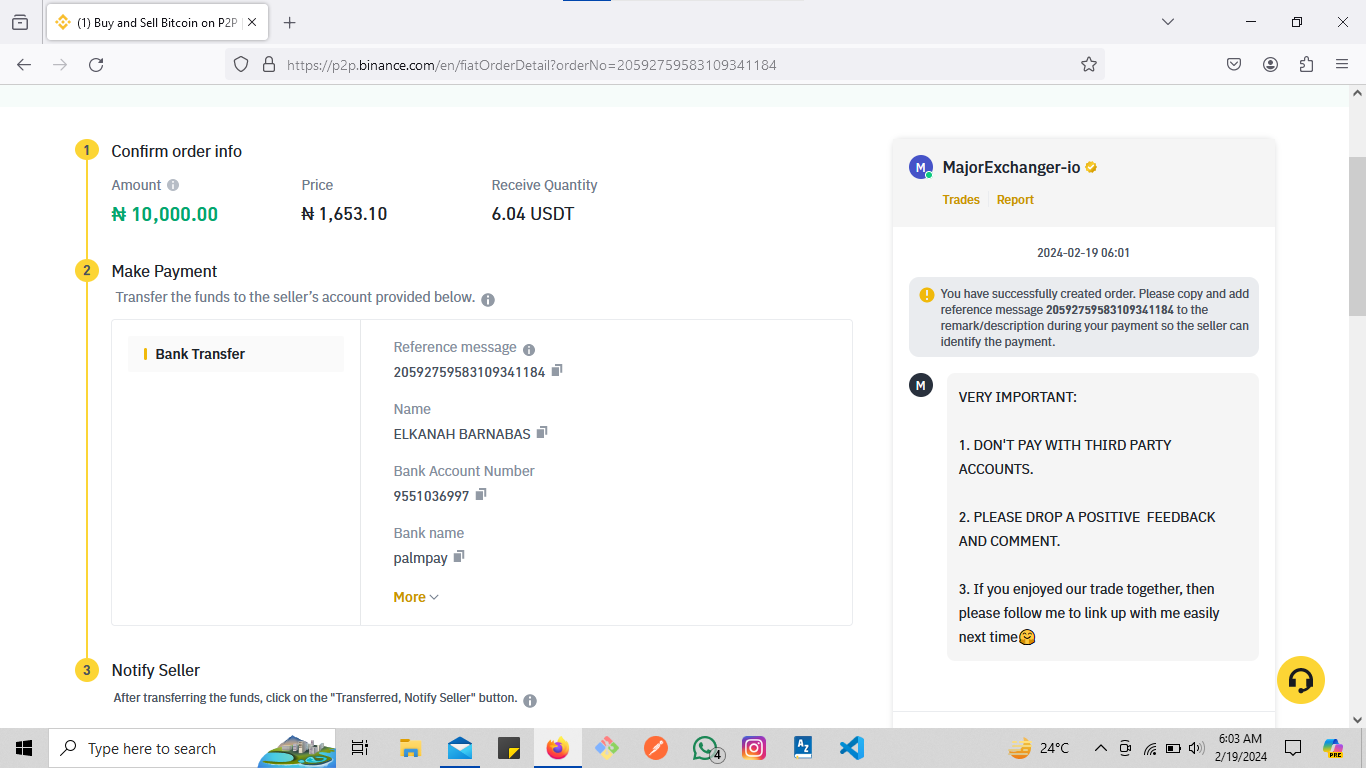 (1) Buy and Sell Bitcoin on P2P
https://p2p.binance.com/en/fiatOrderDetail?orderNo=20592759583109341184
1
Confirm order info
Amount
Price
Receive Quantity
₦ 10,000.00
₦ 1,653.10
6.04 USDT
2
Make Payment
Transfer the funds to the seller’s account provided below.
Bank Transfer
Reference message
20592759583109341184
Name
ELKANAH BARNABAS
Bank Account Number
9551036997
Bank name
palmpay
More
3
Notify Seller
After transferring the funds, click on the "Transferred, Notify Seller" button.
M
MajorExchanger-io
Trades
Report
2024-02-19 06:01
You have successfully created order. Please copy and add
reference message 20592759583109341184 to the
remark/description during your payment so the seller can
identify the payment.
M
VERY IMPORTANT:
1. DON'T PAY WITH THIRD PARTY
ACCOUNTS.
2. PLEASE DROP A POSITIVE FEEDBACK
AND COMMENT.
3. If you enjoyed our trade together, then
please follow me to link up with me easily
next time🤗
Type here to search
4
24°C
6:03 AM
2/19/2024
PRE